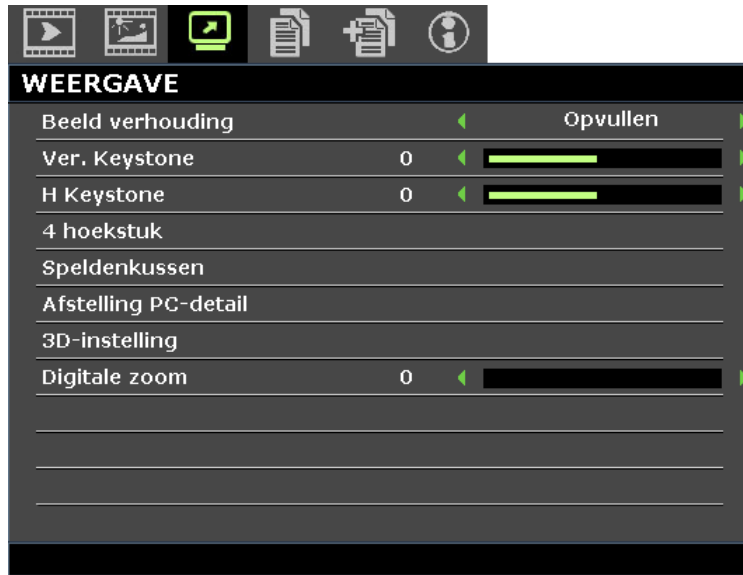 WEERGAVE
Beeld verhouding Opvullen
Ver. Keystone 0
H Keystone 0
4 hoekstuk
Speldenkussen
Afstelling PC-detail
3D-instelling
Digitale zoom 0